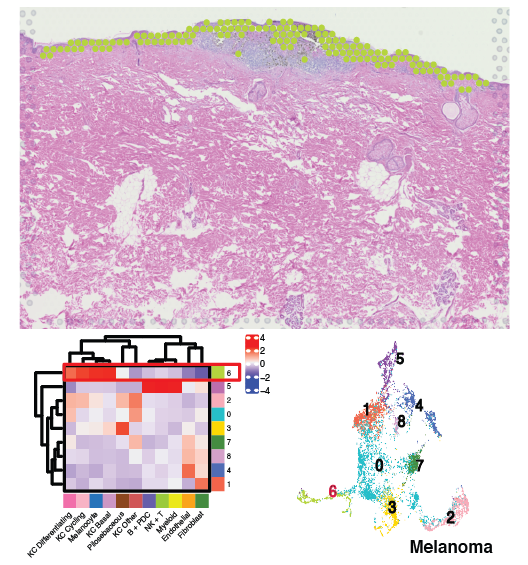 4
2
0
−2
−4
6
5
2
0
3
7
8
4
1
KC Differentiating
KC Cycling
Melanocyte
KC Basal
Pilosebaceous
KC Other
B + PDC
NK + T
Myeloid
Endothelial
Fibroblast
5
1
4
8
0
7
6
3
2
Melanoma